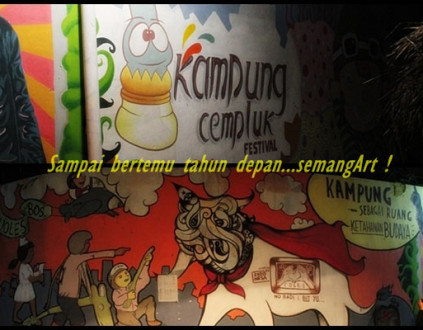 Kampung
cempluk
FESTIVAL
Sampai bertemu tahun depan...semangArt !
KAMPUNG
SEBAGAI RUANG
KETAHANAN BUDAYA